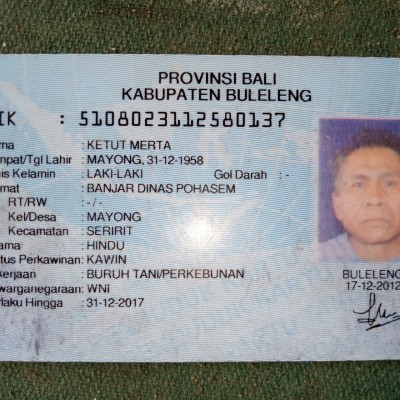 PROVINSI BALI
KABUPATEN BULELENG
IK : 5108023112580137
ma : KETUT MERTA
mpat/Tgl Lahir : MAYONG, 31-12-1958
nis Kelamin : LAKI-LAKI Gol Darah : -
mat : BANJAR DINAS POHASEM
RT/RW : -/-
Kel/Desa : MAYONG
Kecamatan : SERIRIT
ama : HINDU
atus Perkawinan : KAWIN
kerjaan : BURUH TANI/PERKEBUNAN
warganegaraan : WNI
rlaku Hingga : 31-12-2017
BULELENG
17-12-2012